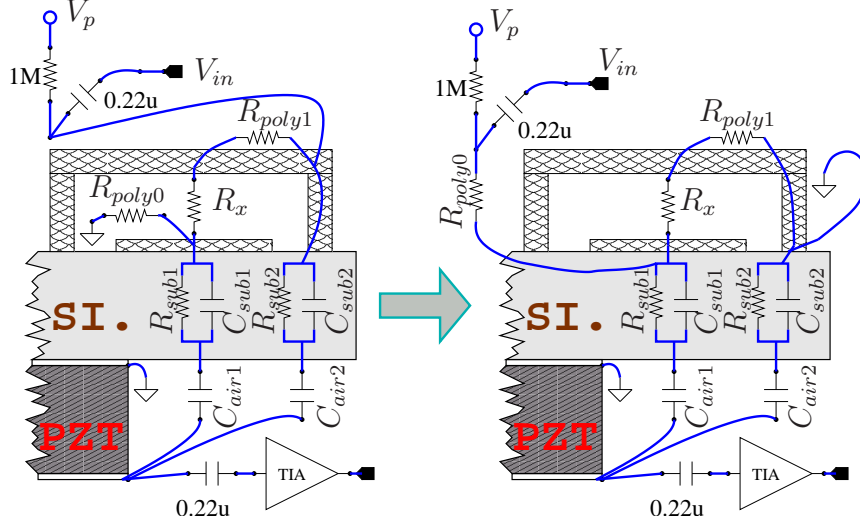 V_p
1M
V_in
0.22u
R_poly1
R_poly0
R_x
R_sub1
C_sub1
R_sub2
C_sub2
SI.
C_air1
C_air2
PZT
TIA
0.22u
V_p
1M
V_in
0.22u
R_poly1
R_poly0
R_x
R_sub1
C_sub1
R_sub2
C_sub2
SI.
C_air1
C_air2
PZT
TIA
0.22u